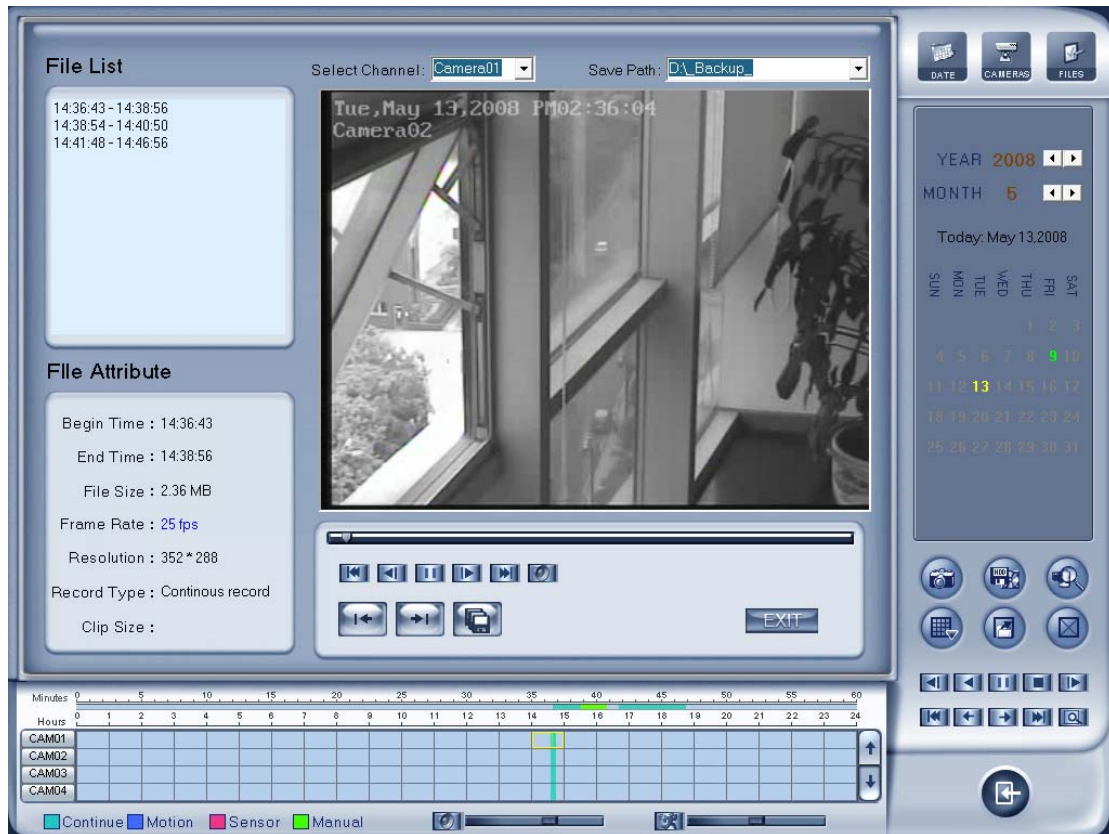 File List
Select Channel: Camera01
Save Path: D:\_Backup_
14:36:43 - 14:38:56
14:38:54 - 14:40:50
14:41:48 - 14:46:56
Tue,May 13,2008 PM02:36:04
Camera02
FIle Attribute
Begin Time : 14:36:43
End Time : 14:38:56
File Size : 2.36 MB
Frame Rate : 25 fps
Resolution : 352 * 288
Record Type : Continous record
Clip Size :
EXIT
DATE CAMERAS FILES
YEAR 2008
MONTH 5
Today: May 13,2008
SUN MON TUE WED THU FRI SAT
1 2 3
4 5 6 7 8 9 10
11 12 13 14 15 16 17
18 19 20 21 22 23 24
25 26 27 28 29 30 31
HDD
Minutes 0 5 10 15 20 25 30 35 40 45 50 55 60
Hours 0 1 2 3 4 5 6 7 8 9 10 11 12 13 14 15 16 17 18 19 20 21 22 23 24
CAM01
CAM02
CAM03
CAM04
Continue Motion Sensor Manual